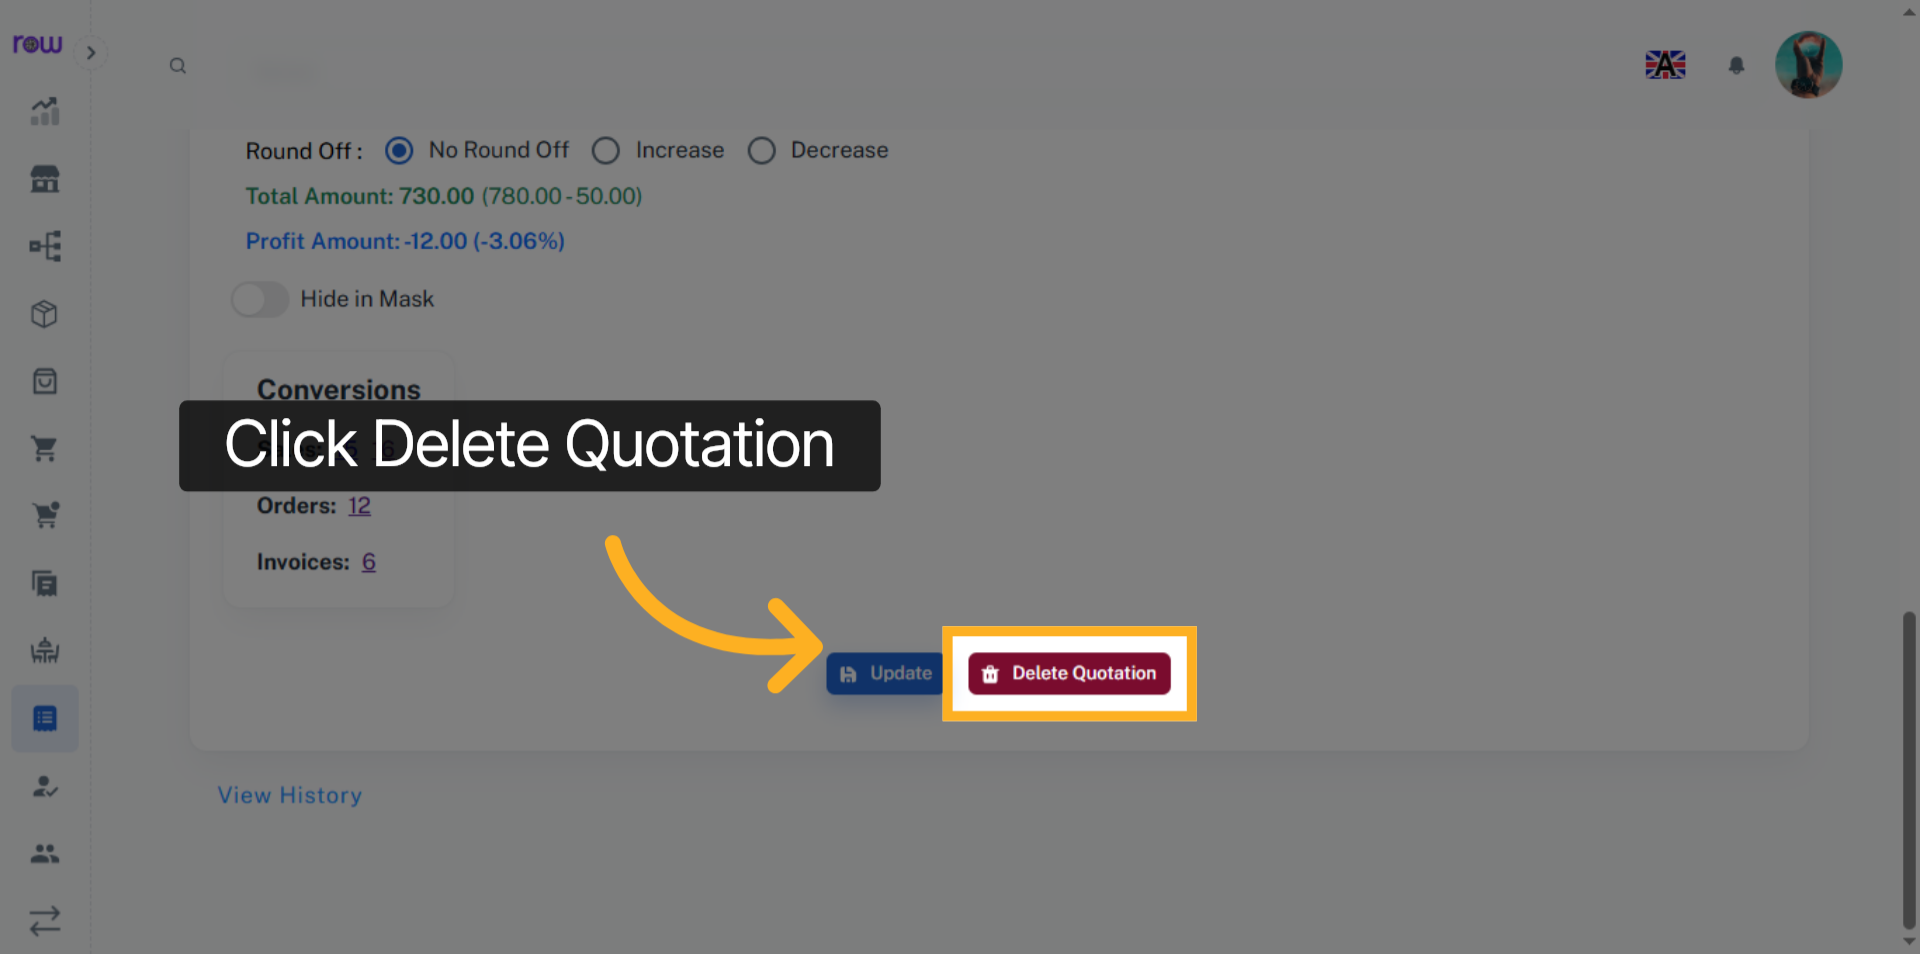 row
Round Off : No Round Off Increase Decrease
Total Amount: 730.00 (780.00 - 50.00)
Profit Amount: -12.00 (-3.06%)
Hide in Mask
Conversions
Click Delete Quotation
Orders: 12
Invoices: 6
Update Delete Quotation
View History